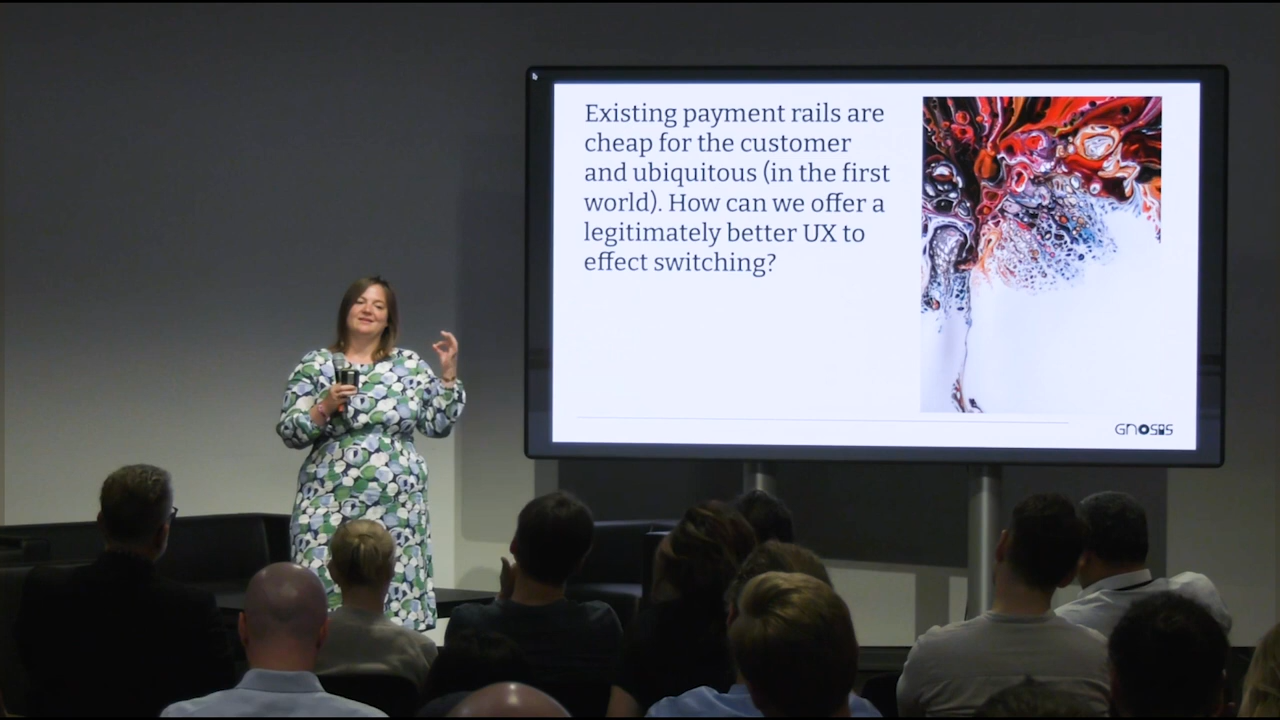 Existing payment rails are
cheap for the customer
and ubiquitous (in the first
world). How can we offer a
legitimately better UX to
effect switching?
GNOSIS